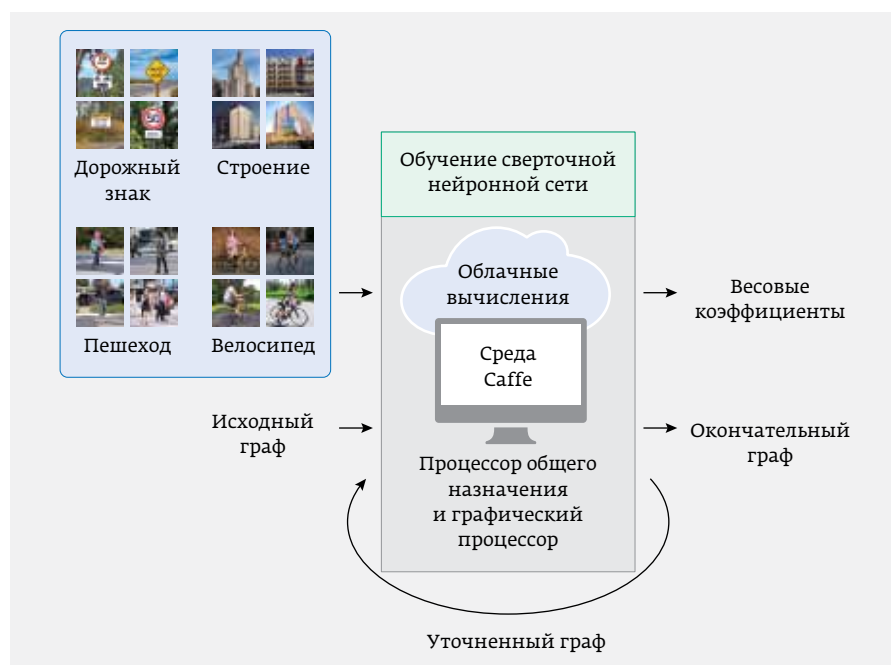 Дорожный
знак
Строение
Пешеход
Велосипед
Обучение сверточной
нейронной сети
Облачные
вычисления
Среда
Caffe
Процессор общего
назначения
и графический
процессор
Исходный
граф
Весовые
коэффициенты
Окончательный
граф
Уточненный граф